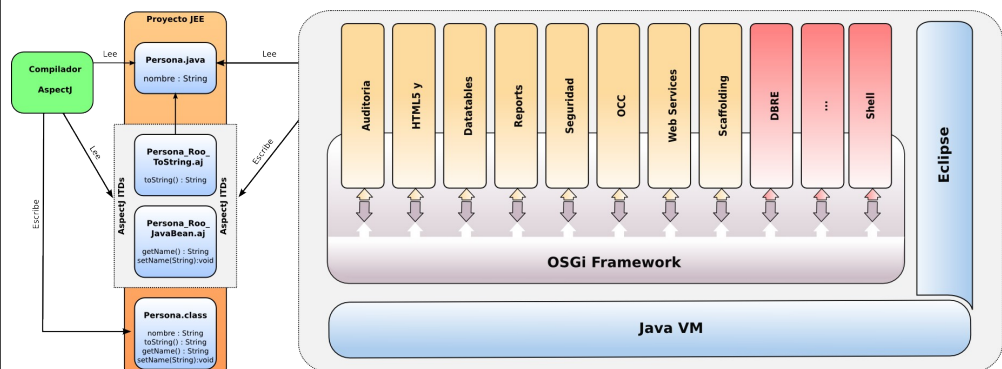 Proyecto JEE
Compilador
AspectJ
Lee
Persona.java
nombre : String
Lee
Lee
Escribe
Escribe
AspectJ ITDs
Persona_Roo_
ToString.aj
toString() : String
Persona_Roo_
JavaBean.aj
getName() : String
setName(String):void
AspectJ ITDs
Persona.class
nombre : String
toString() : String
getName() : String
setName(String):void
Auditoria
HTML5 y
Datatables
Reports
Seguridad
OCC
Web Services
Scaffolding
DBRE
...
Shell
OSGi Framework
Eclipse
Java VM